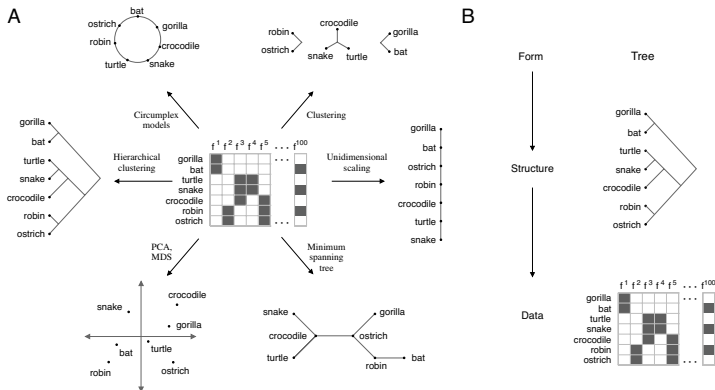 A
bat
ostrich
gorilla
robin
crocodile
turtle
snake
Circumplex
models
crocodile
robin
ostrich
snake
turtle
gorilla
bat
Clustering
gorilla
bat
turtle
snake
crocodile
robin
ostrich
Hierarchical
clustering
f1 f2 f3 f4 f5 . . . f100
gorilla
bat
turtle
snake
crocodile
robin
ostrich
. . .
. . .
Unidimensional
scaling
gorilla
bat
ostrich
robin
crocodile
turtle
snake
PCA,
MDS
crocodile
snake
gorilla
bat
turtle
robin
ostrich
Minimum
spanning
tree
snake
gorilla
crocodile
ostrich
turtle
robin
bat
B
Form
Tree
Structure
gorilla
bat
turtle
snake
crocodile
robin
ostrich
Data
f1 f2 f3 f4 f5 . . . f100
gorilla
bat
turtle
snake
crocodile
robin
ostrich
. . .
. . .